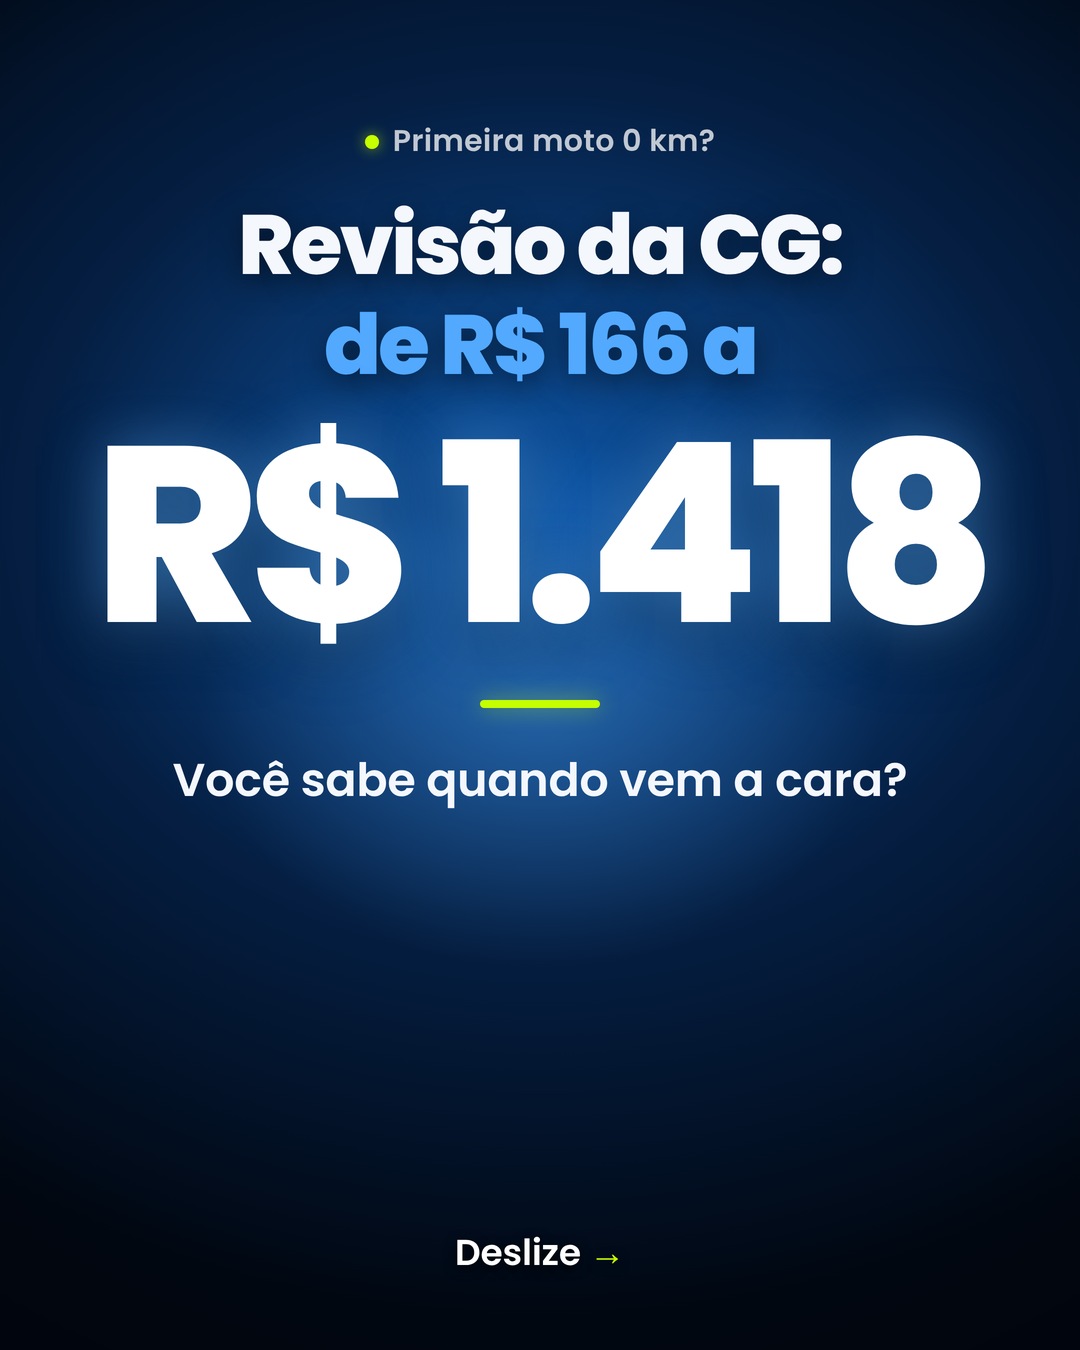 Primeira moto 0 km?
Revisão da CG:
de R$ 166 a
R$ 1.418
Você sabe quando vem a cara?
Deslize →